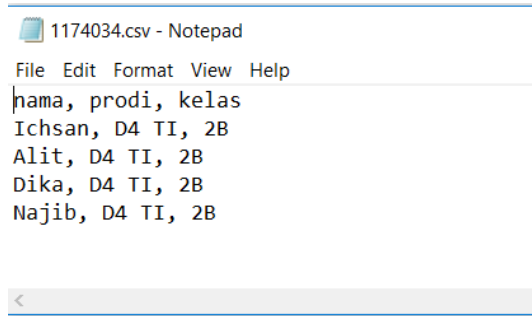 1174034.csv - Notepad
File Edit Format View Help
nama, prodi, kelas
Ichsan, D4 TI, 2B
Alit, D4 TI, 2B
Dika, D4 TI, 2B
Najib, D4 TI, 2B